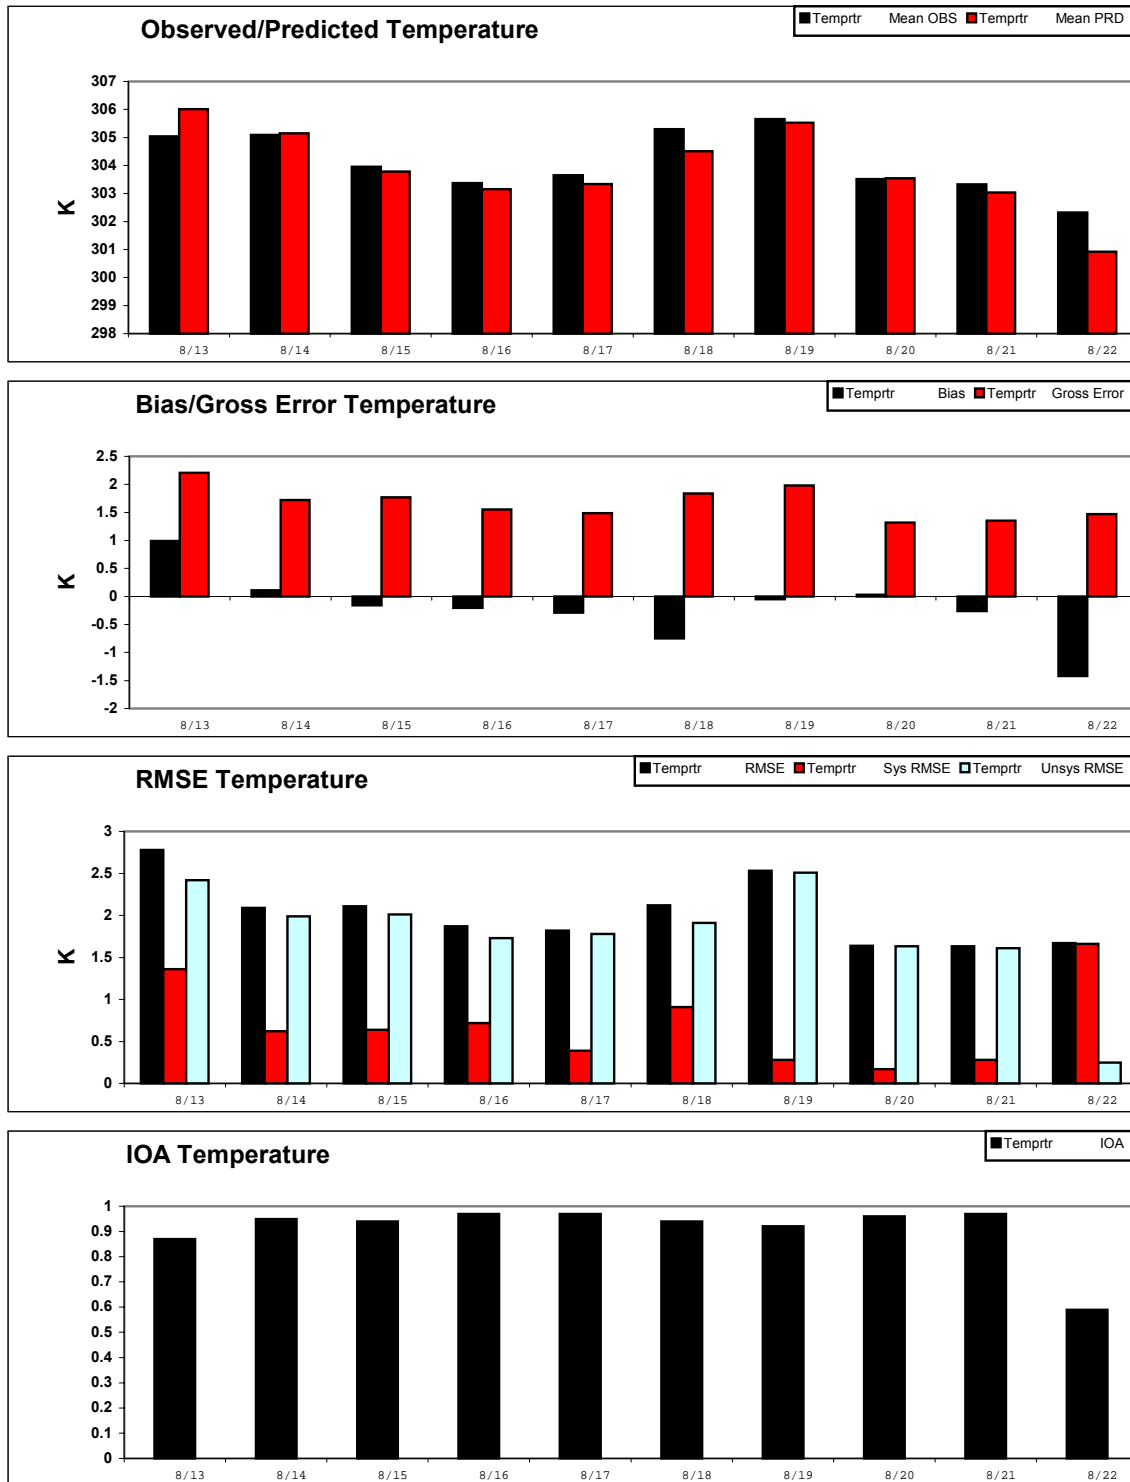 Observed/Predicted Temperature
Temprtr Mean OBS Temprtr Mean PRD
307
306
305
304
303
302
301
300
299
298
K
8/13 8/14 8/15 8/16 8/17 8/18 8/19 8/20 8/21 8/22
Bias/Gross Error Temperature
Temprtr Bias Temprtr Gross Error
2.5
2
1.5
1
0.5
0
-0.5
-1
-1.5
-2
K
8/13 8/14 8/15 8/16 8/17 8/18 8/19 8/20 8/21 8/22
RMSE Temperature
Temprtr RMSE Temprtr Sys RMSE Temprtr Unsys RMSE
3
2.5
2
1.5
1
0.5
0
K
8/13 8/14 8/15 8/16 8/17 8/18 8/19 8/20 8/21 8/22
IOA Temperature
Temprtr IOA
1
0.9
0.8
0.7
0.6
0.5
0.4
0.3
0.2
0.1
0
8/13 8/14 8/15 8/16 8/17 8/18 8/19 8/20 8/21 8/22